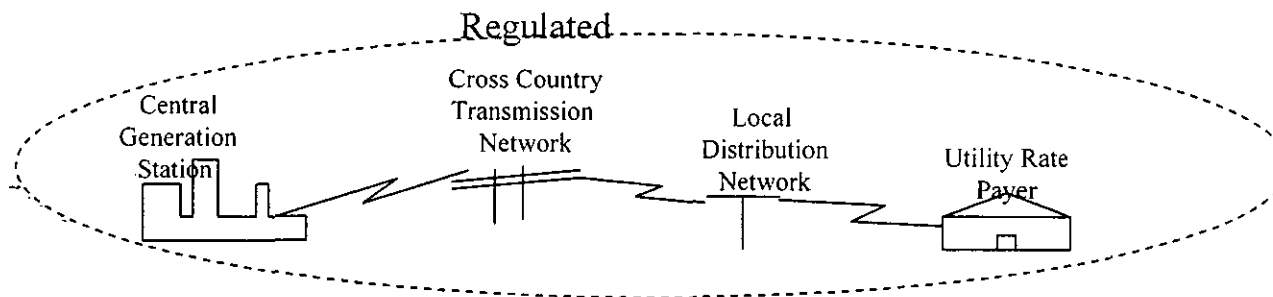 Regulated
Central
Generation
Station
Cross Country
Transmission
Network
Local
Distribution
Network
Utility Rate
Payer